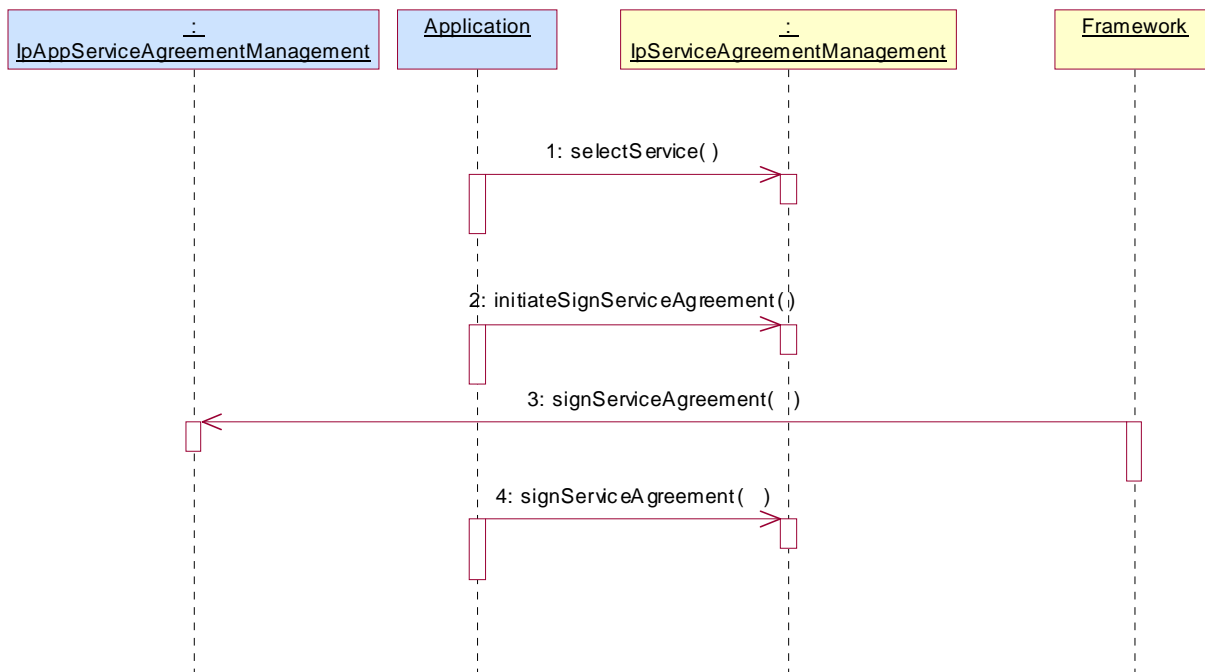 :
IpAppServiceAgreementManagement
Application
:
IpServiceAgreementManagement
Framework
1: selectService( )
2: initiateSignServiceAgreement( )
3: signServiceAgreement(  )
4: signServiceAgreement(  )